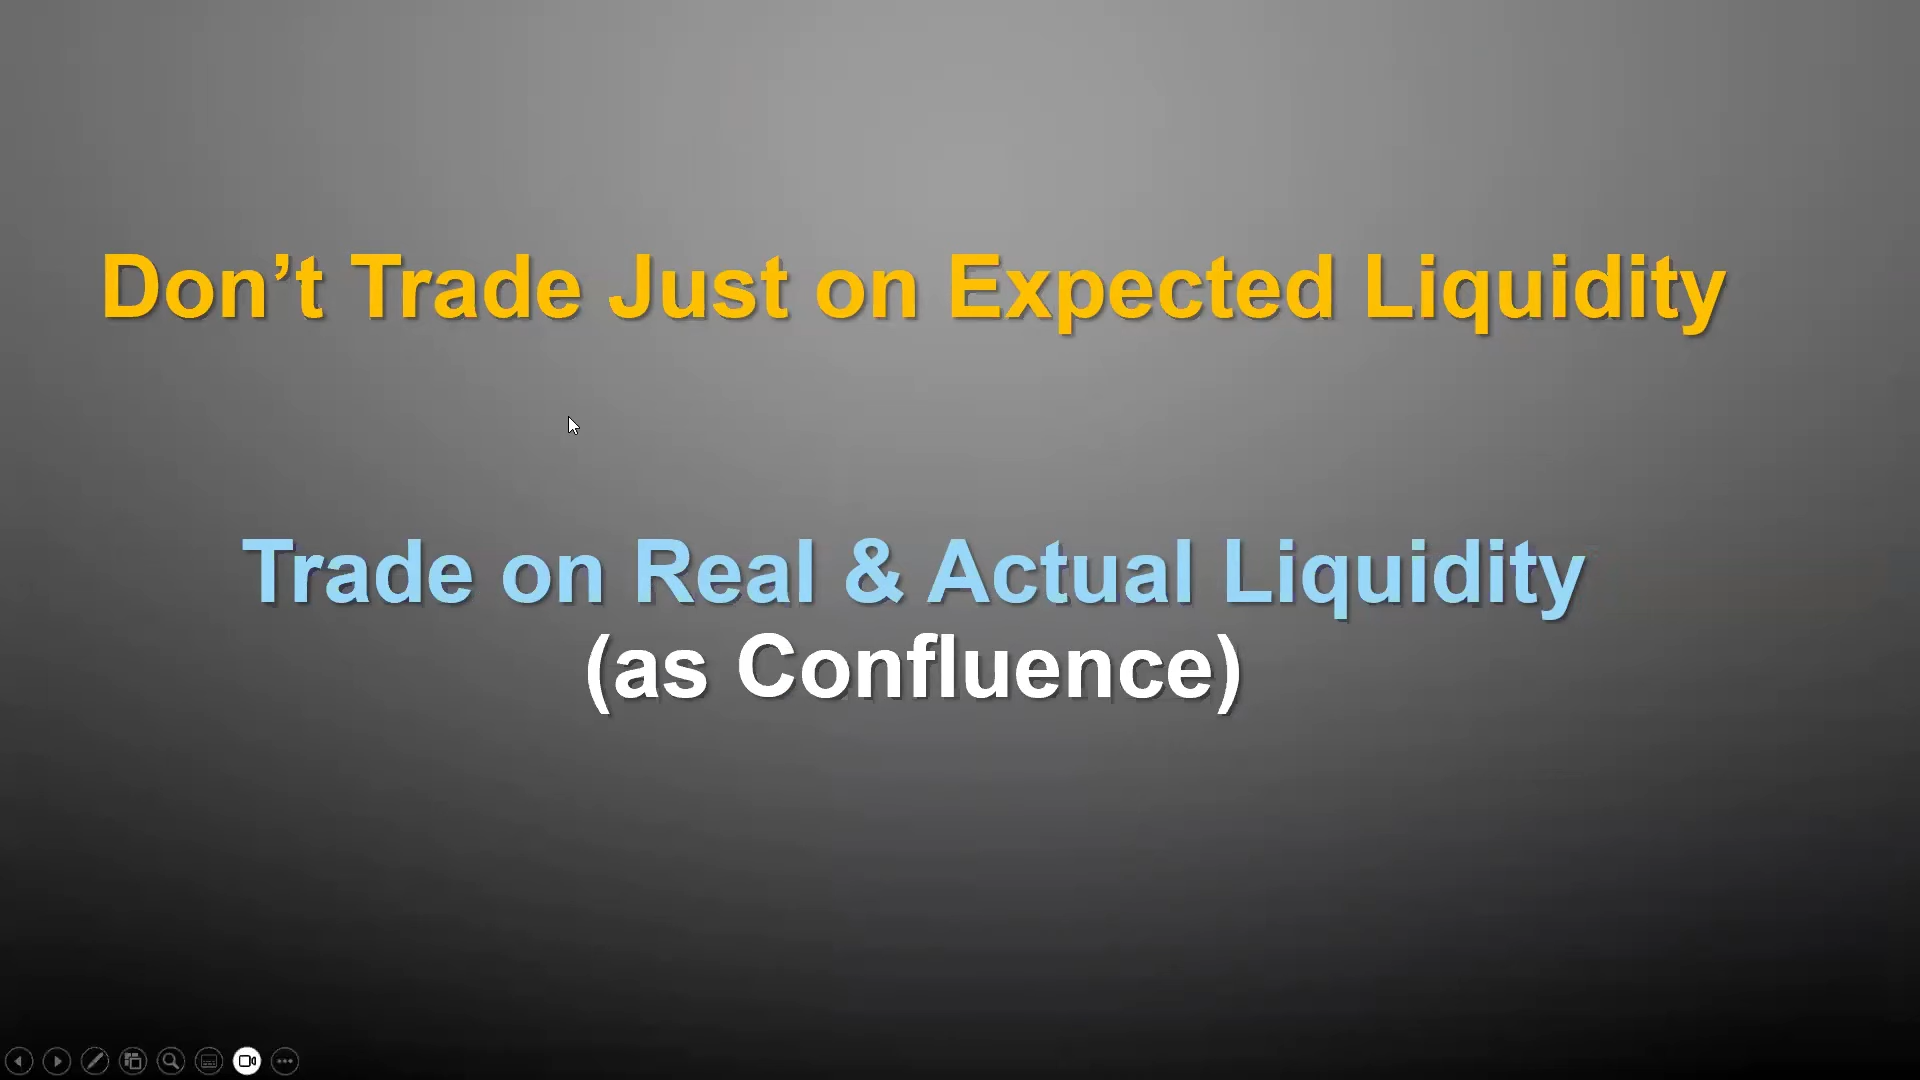 Don’t Trade Just on Expected Liquidity
Trade on Real & Actual Liquidity
(as Confluence)